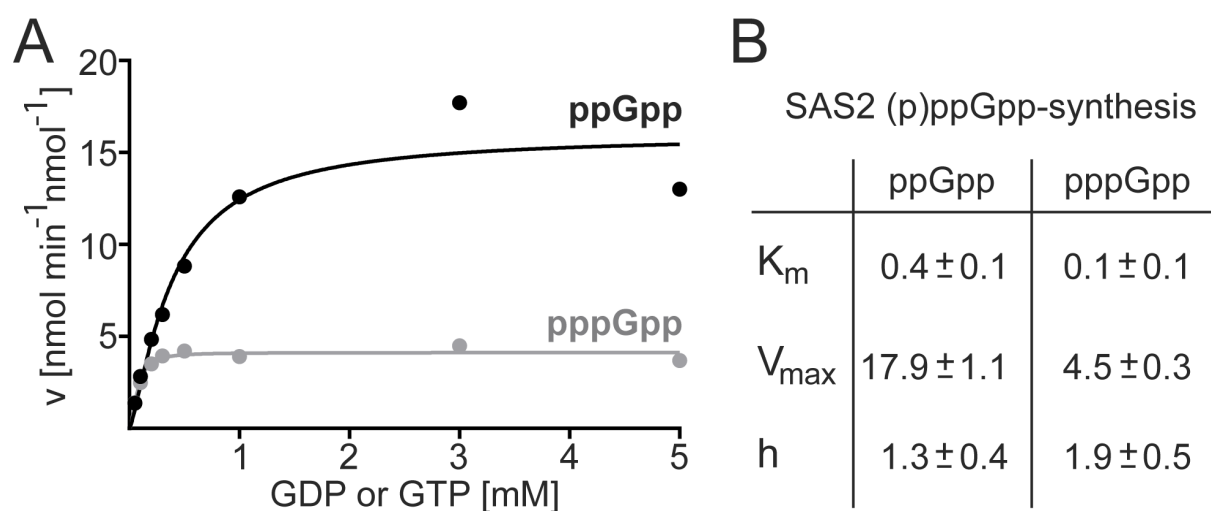 A
v [nmol min⁻¹nmol⁻¹]
20
15
10
5
ppGpp
pppGpp
1
2
3
4
5
GDP or GTP [mM]
B
SAS2 (p)ppGpp-synthesis
ppGpp pppGpp
Km 0.4 ± 0.1 0.1 ± 0.1
Vmax 17.9 ± 1.1 4.5 ± 0.3
h 1.3 ± 0.4 1.9 ± 0.5